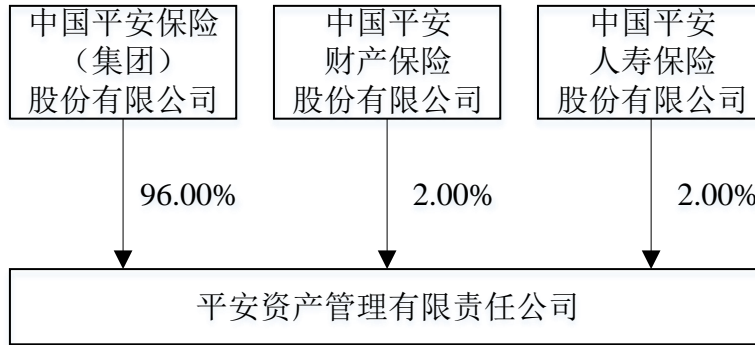 中国平安保险
（集团）
股份有限公司
中国平安
财产保险
股份有限公司
中国平安
人寿保险
股份有限公司
96.00%
2.00%
2.00%
平安资产管理有限责任公司